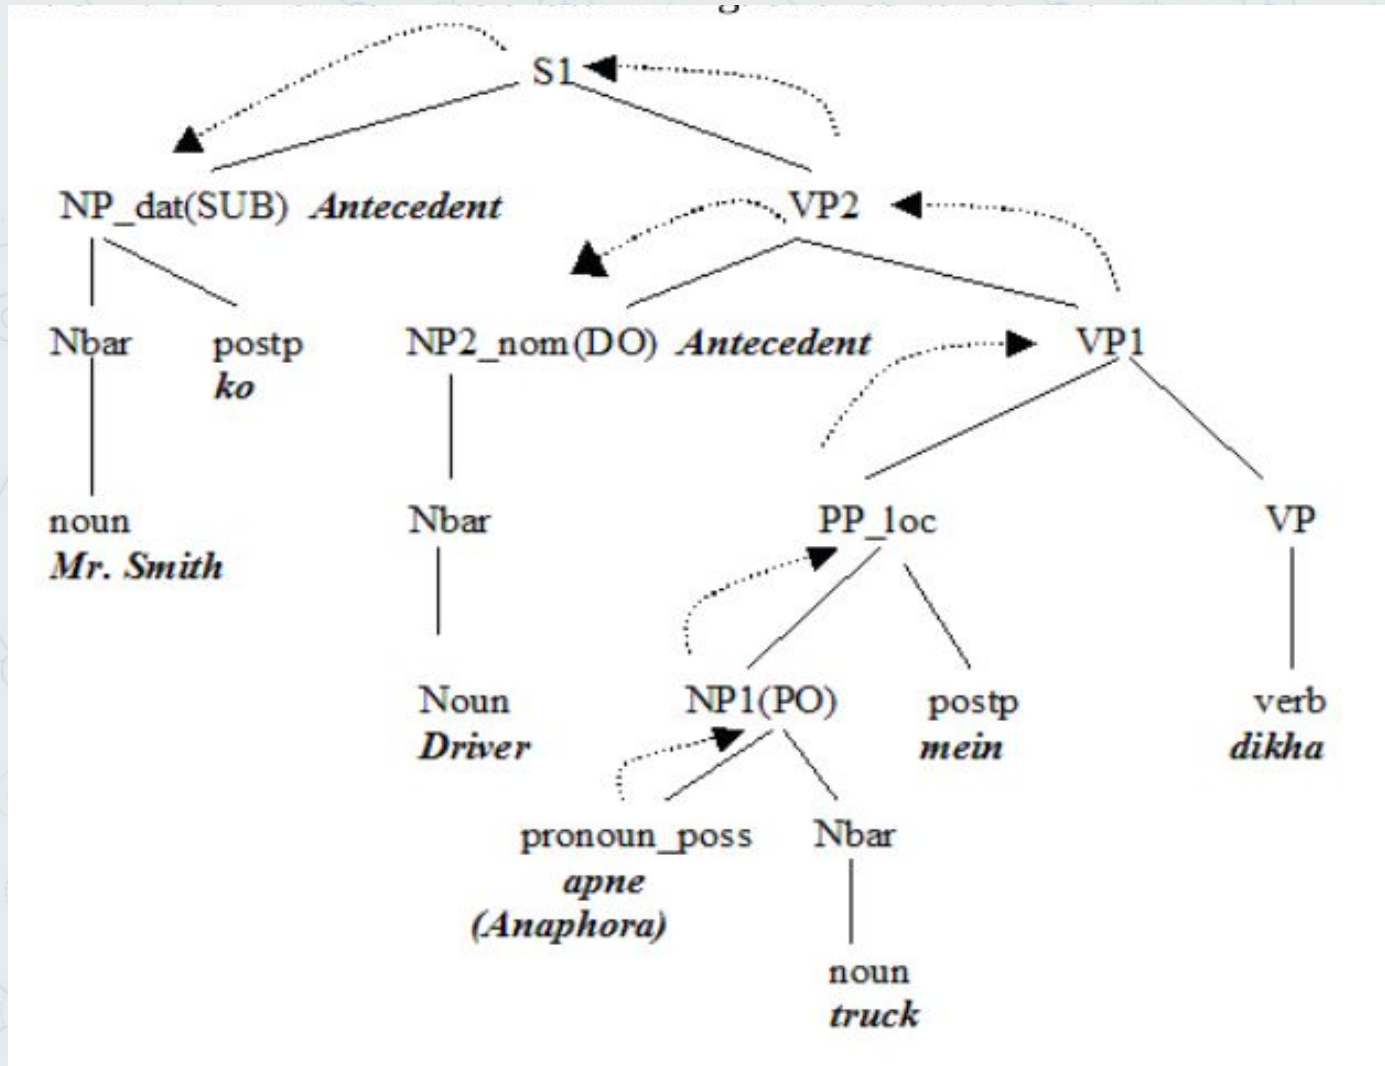 S1
NP_dat(SUB) Antecedent
VP2
Nbar
postp
ko
NP2_nom(DO) Antecedent
VP1
noun
Mr. Smith
Nbar
PP_loc
VP
Noun
Driver
NP1(PO)
postp
mein
verb
dikha
pronoun_poss
apne
(Anaphora)
Nbar
noun
truck